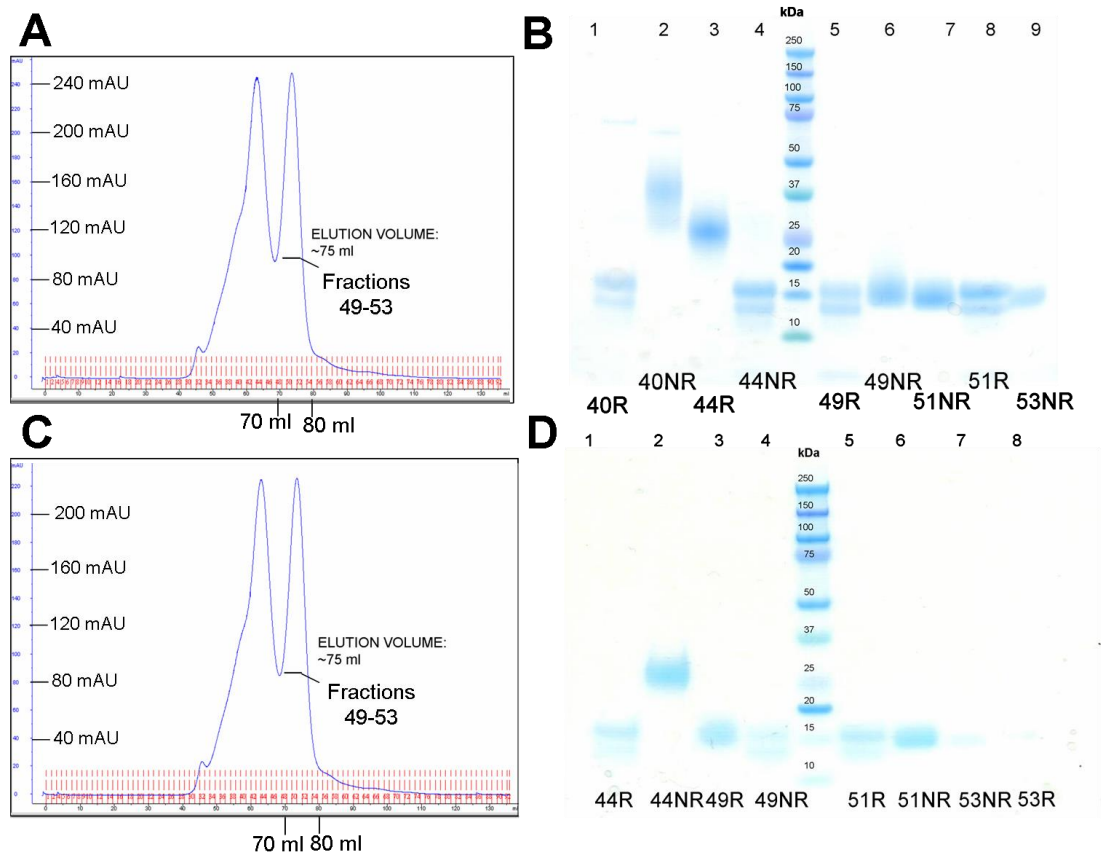 A
240 mAU
200 mAU
160 mAU
120 mAU
80 mAU
40 mAU
ELUTION VOLUME:
~75 ml
Fractions
49-53
70 ml
80 ml
B
kDa
1 2 3 4 5 6 7 8 9
250
150
100
75
50
37
25
20
15
10
40NR 44NR 49NR 51R
40R 44R 49R 51NR 53NR
C
200 mAU
160 mAU
120 mAU
80 mAU
40 mAU
ELUTION VOLUME:
~75 ml
Fractions
49-53
70 ml
80 ml
D
1 2 3 4 5 6 7 8
kDa
250
150
100
75
50
37
25
20
15
10
44R 44NR 49R 49NR 51R 51NR 53NR 53R